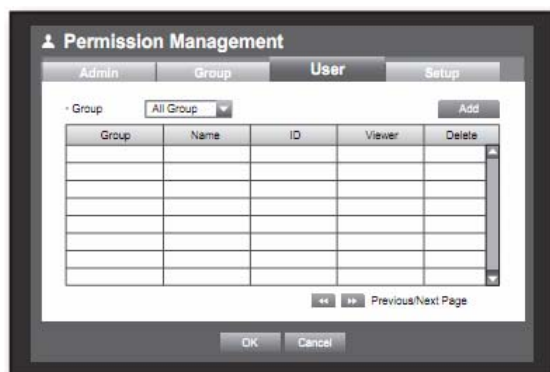 Permission Management
Admin Group User Setup
· Group All Group Add
Group Name ID Viewer Delete
Previous/Next Page
OK Cancel